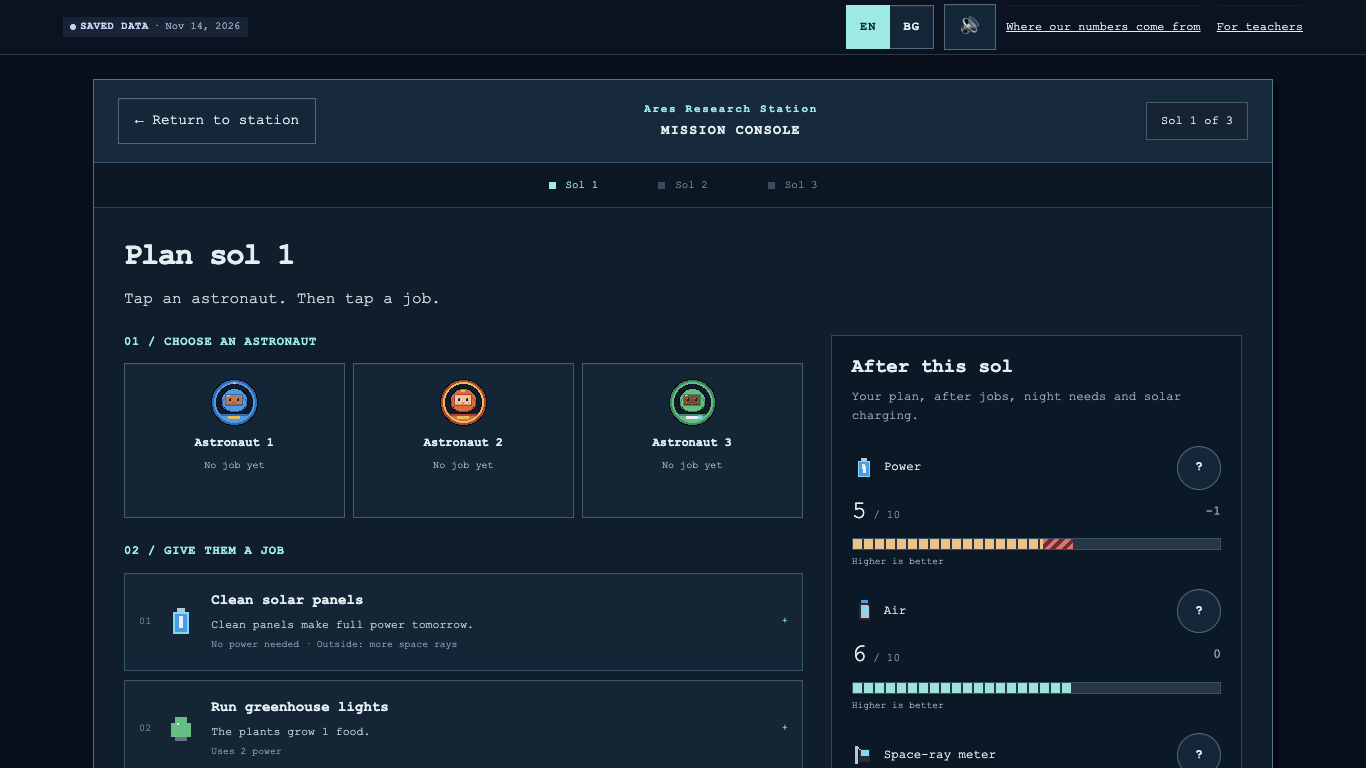 SAVED DATA · Nov 14, 2026
EN
BG
Where our numbers come from
For teachers
← Return to station
Ares Research Station
MISSION CONSOLE
Sol 1 of 3
Sol 1
Sol 2
Sol 3
Plan sol 1
Tap an astronaut. Then tap a job.
01 / CHOOSE AN ASTRONAUT
Astronaut 1
No job yet
Astronaut 2
No job yet
Astronaut 3
No job yet
02 / GIVE THEM A JOB
01
Clean solar panels
Clean panels make full power tomorrow.
No power needed · Outside: more space rays
+
02
Run greenhouse lights
The plants grow 1 food.
Uses 2 power
+
After this sol
Your plan, after jobs, night needs and solar
charging.
Power
?
5 / 10
−1
Higher is better
Air
?
6 / 10
0
Higher is better
Space-ray meter
?